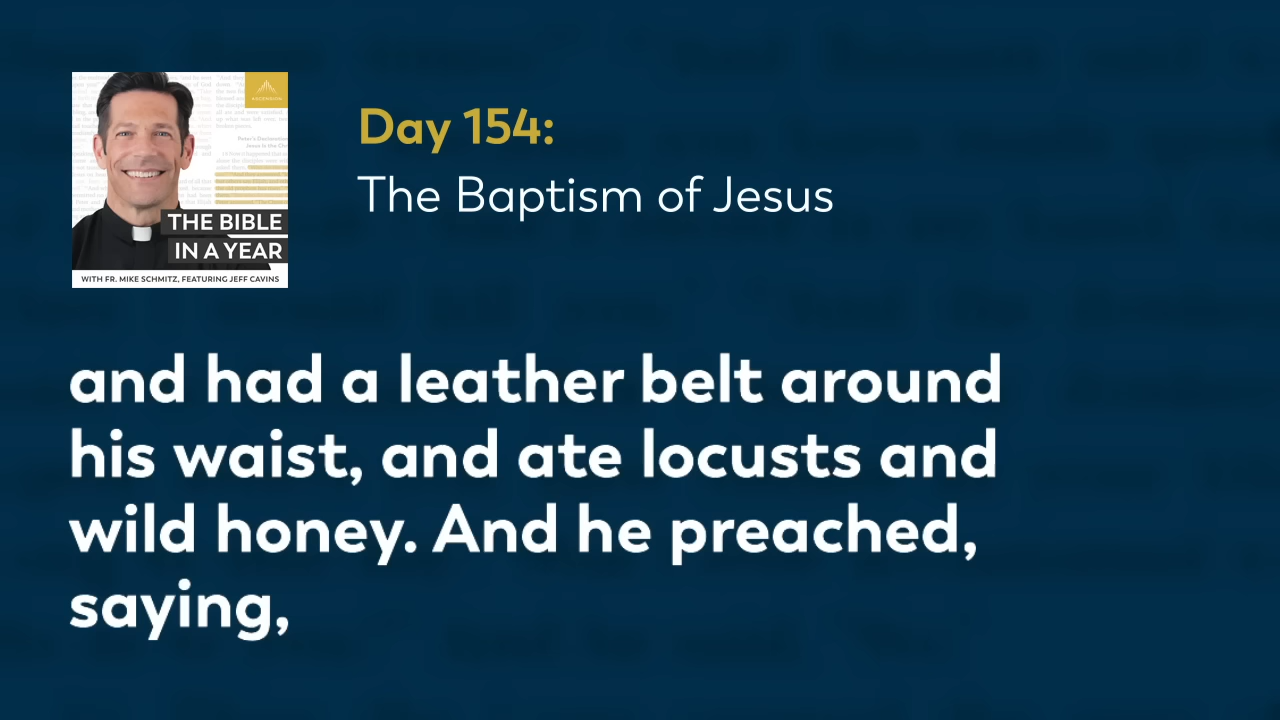 ASCENSION
THE BIBLE
IN A YEAR
WITH FR. MIKE SCHMITZ, FEATURING JEFF CAVINS
Day 154:
The Baptism of Jesus
and had a leather belt around
his waist, and ate locusts and
wild honey. And he preached,
saying,